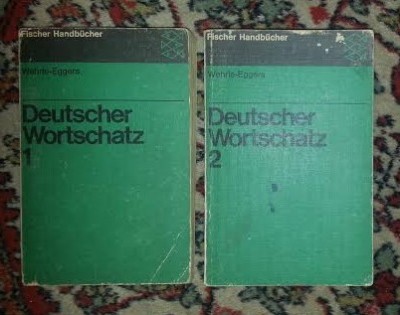 Fischer Handbücher
Wehrle-Eggers
Deutscher
Wortschatz
1
Fischer Handbücher
Wehrle-Eggers
Deutscher
Wortschatz
2